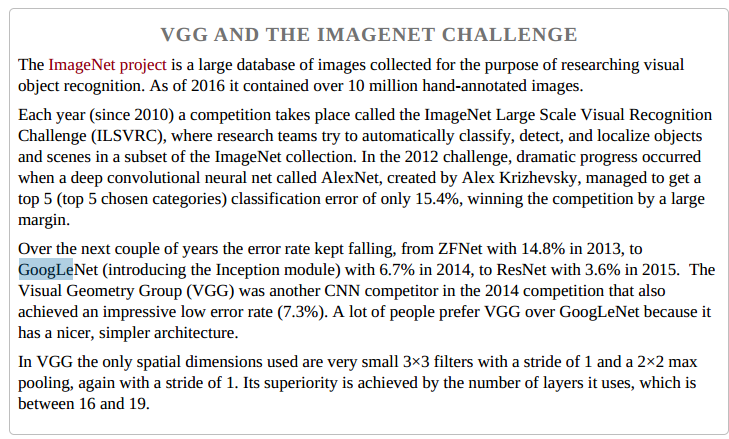 VGG AND THE IMAGENET CHALLENGE
The ImageNet project is a large database of images collected for the purpose of researching visual
object recognition. As of 2016 it contained over 10 million hand-annotated images.
Each year (since 2010) a competition takes place called the ImageNet Large Scale Visual Recognition
Challenge (ILSVRC), where research teams try to automatically classify, detect, and localize objects
and scenes in a subset of the ImageNet collection. In the 2012 challenge, dramatic progress occurred
when a deep convolutional neural net called AlexNet, created by Alex Krizhevsky, managed to get a
top 5 (top 5 chosen categories) classification error of only 15.4%, winning the competition by a large
margin.
Over the next couple of years the error rate kept falling, from ZFNet with 14.8% in 2013, to
GoogLeNet (introducing the Inception module) with 6.7% in 2014, to ResNet with 3.6% in 2015.  The
Visual Geometry Group (VGG) was another CNN competitor in the 2014 competition that also
achieved an impressive low error rate (7.3%). A lot of people prefer VGG over GoogLeNet because it
has a nicer, simpler architecture.
In VGG the only spatial dimensions used are very small 3×3 filters with a stride of 1 and a 2×2 max
pooling, again with a stride of 1. Its superiority is achieved by the number of layers it uses, which is
between 16 and 19.